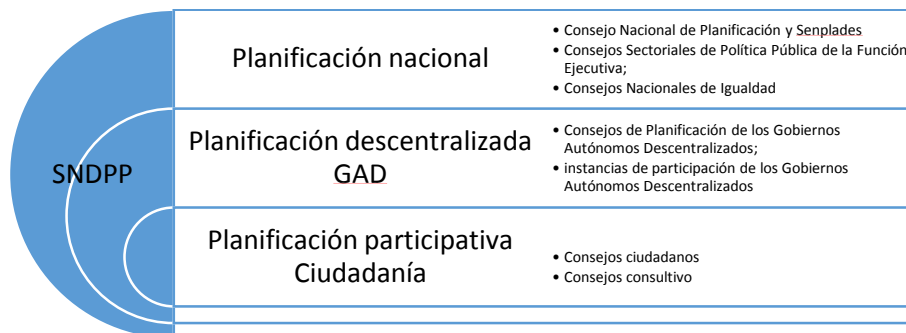 SNDPP
Planificación nacional
• Consejo Nacional de Planificación y Senplades
• Consejos Sectoriales de Política Pública de la Función
Ejecutiva;
• Consejos Nacionales de Igualdad
Planificación descentralizada
GAD
• Consejos de Planificación de los Gobiernos
Autónomos Descentralizados;
• instancias de participación de los Gobiernos
Autónomos Descentralizados
Planificación participativa
Ciudadanía
• Consejos ciudadanos
• Consejos consultivo